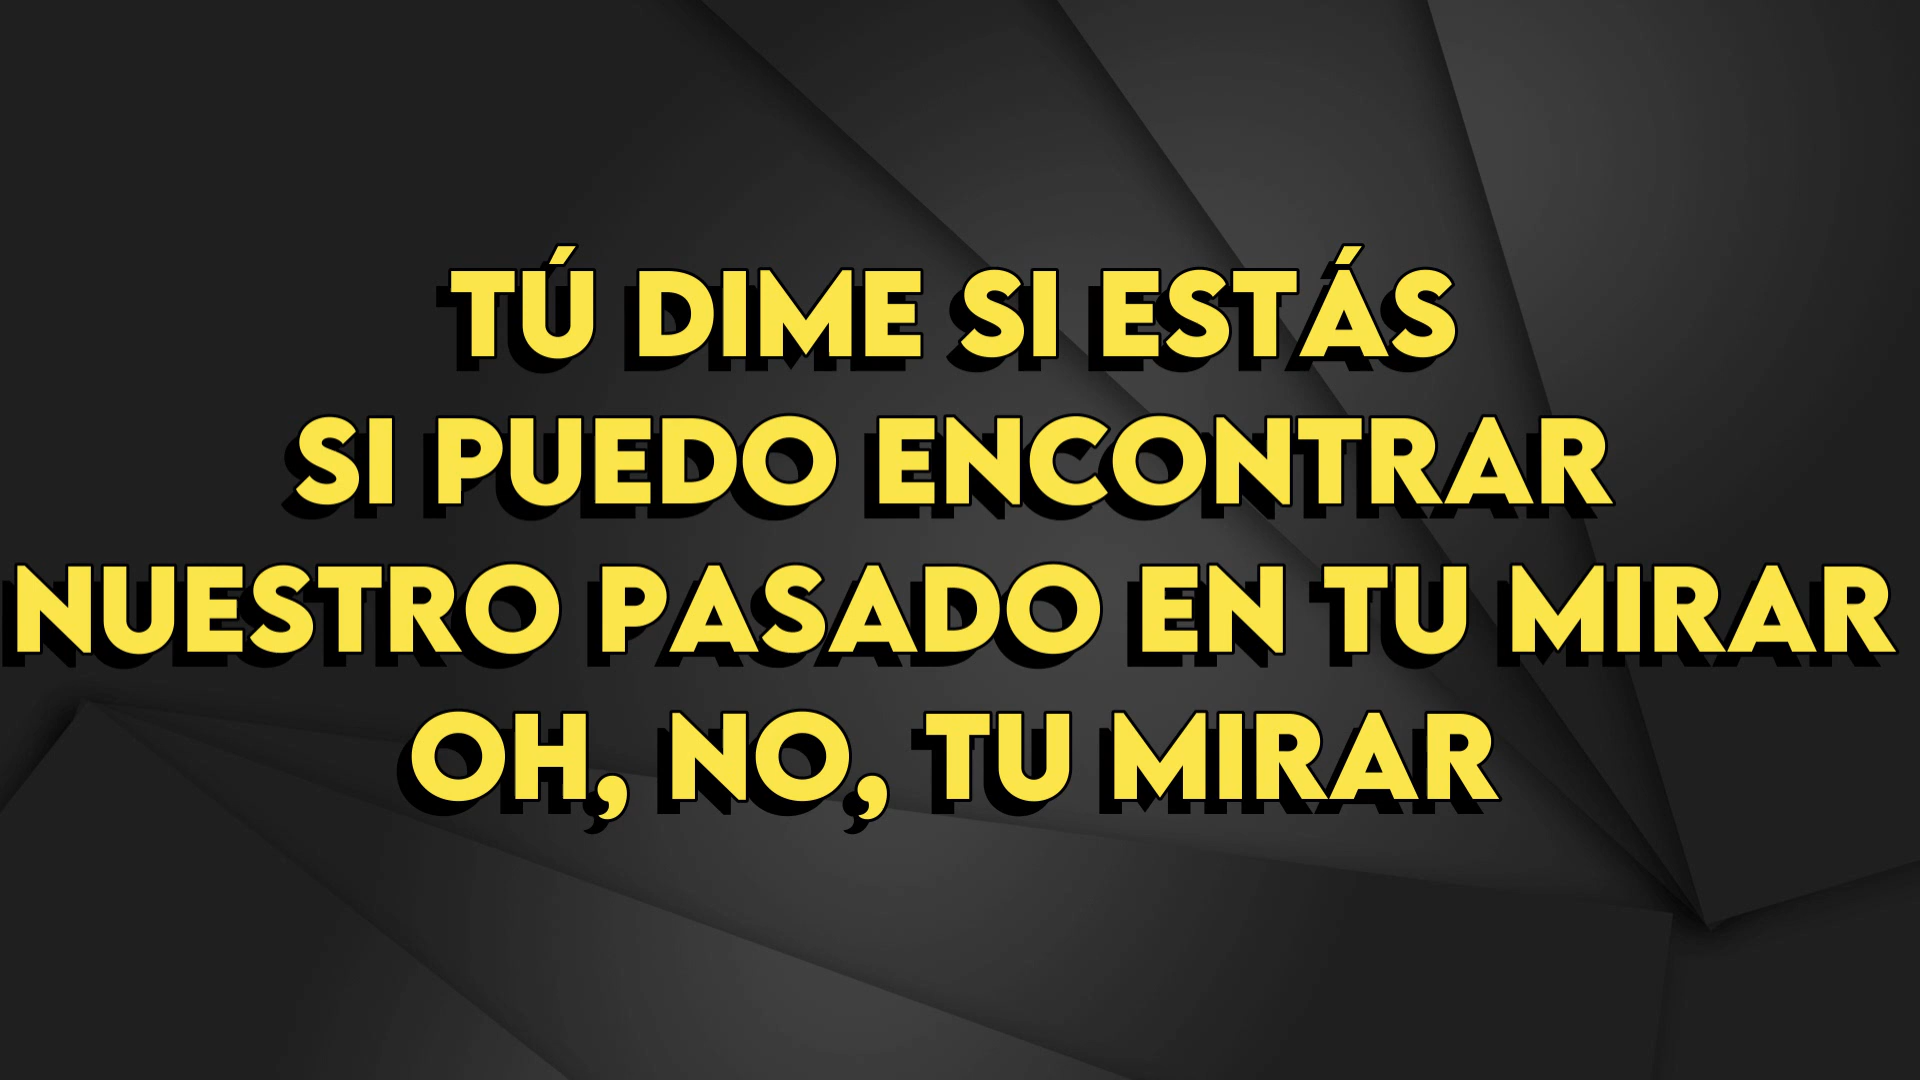 TÚ DIME SI ESTÁS
SI PUEDO ENCONTRAR
NUESTRO PASADO EN TU MIRAR
OH, NO, TU MIRAR